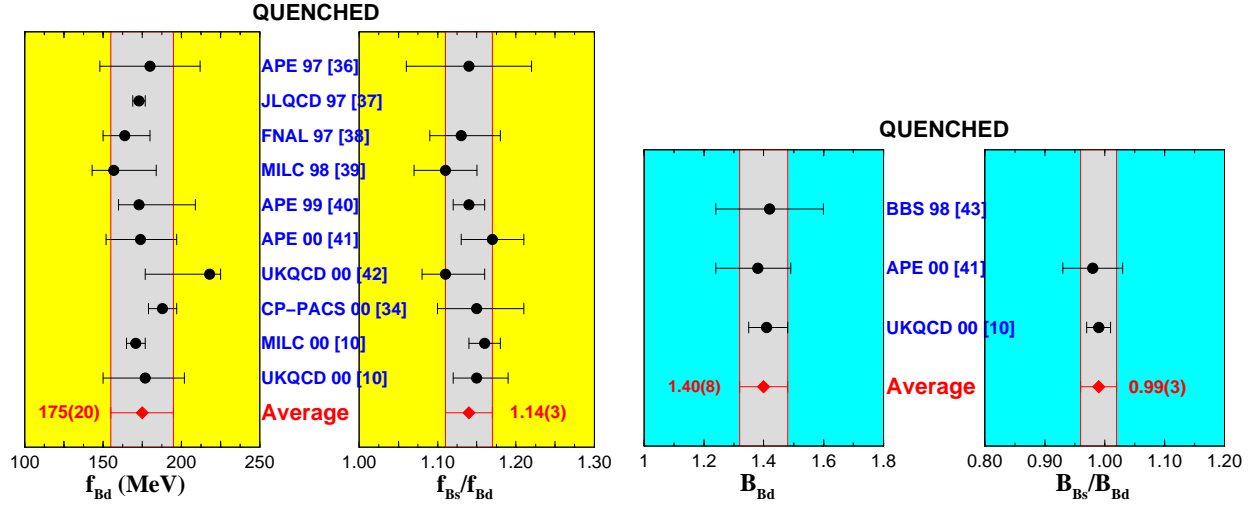 QUENCHED
APE 97 [36]
JLQCD 97 [37]
FNAL 97 [38]
MILC 98 [39]
APE 99 [40]
APE 00 [41]
UKQCD 00 [42]
CP–PACS 00 [34]
MILC 00 [10]
UKQCD 00 [10]
175(20) Average 1.14(3)
100 150 200 250 1.00 1.10 1.20 1.30
f_Bd (MeV) f_Bs/f_Bd
QUENCHED
BBS 98 [43]
APE 00 [41]
UKQCD 00 [10]
1.40(8) Average 0.99(3)
1 1.2 1.4 1.6 1.8 0.80 0.90 1.00 1.10 1.20
B_Bd B_Bs/B_Bd